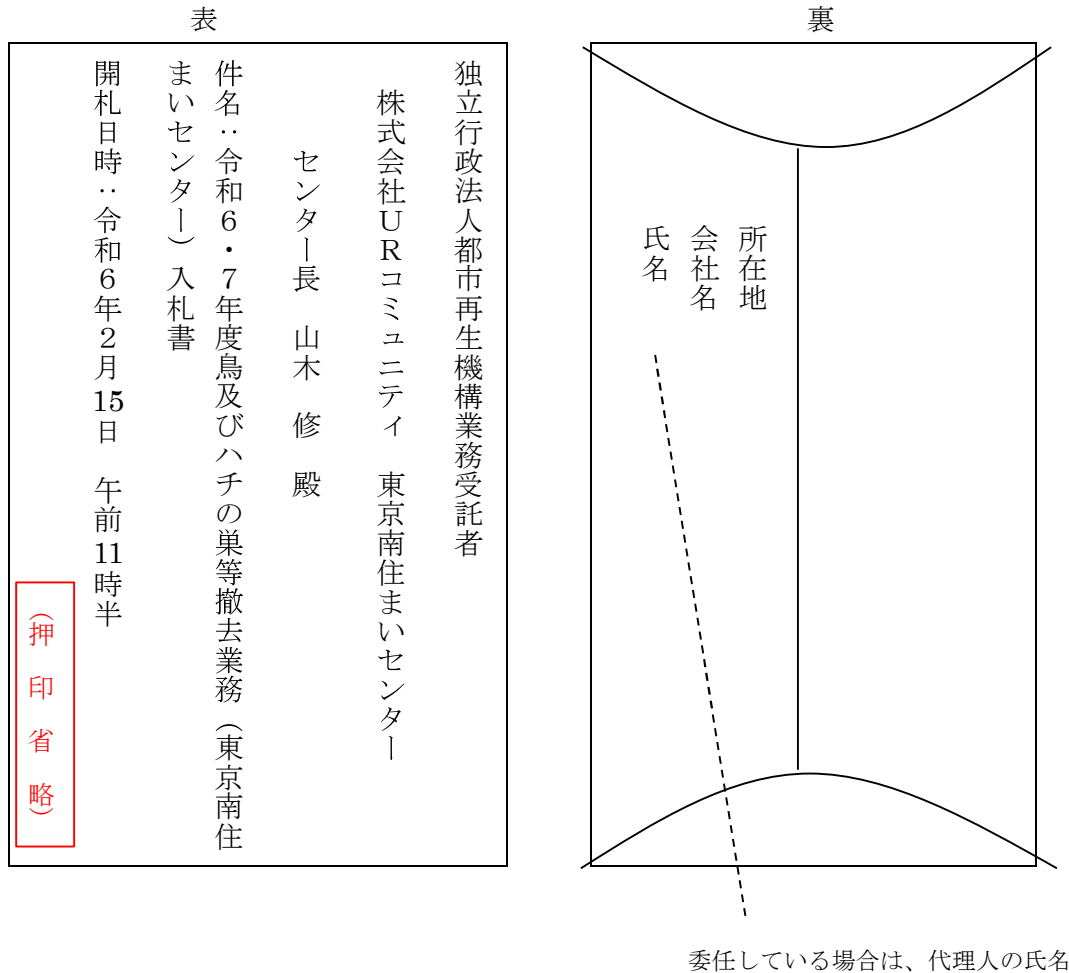 表
独立行政法人都市再生機構業務受託者
株式会社ＵＲコミュニティ　東京南住まいセンター
センター長　山木　修　殿
件名：令和６・７年度鳥及びハチの巣等撤去業務（東京南住
まいセンター）入札書
開札日時：令和６年２月15日　午前11時半
（押印省略）
裏
所在地
会社名
氏名
委任している場合は、代理人の氏名